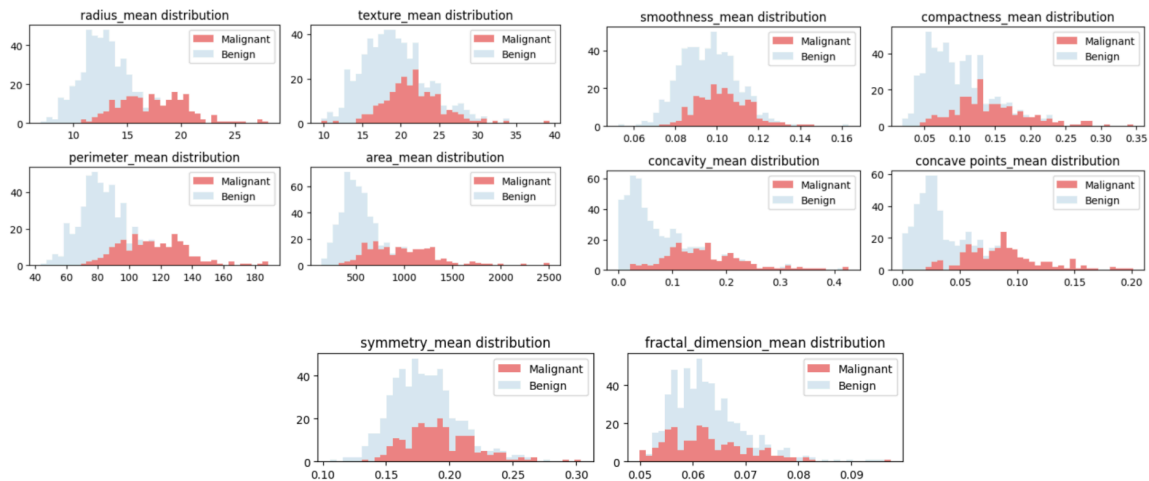 radius_mean distribution
texture_mean distribution
smoothness_mean distribution
compactness_mean distribution
40
20
0
Malignant
Benign
10 15 20 25
40
20
0
Malignant
Benign
10 15 20 25 30 35 40
40
20
0
Malignant
Benign
0.06 0.08 0.10 0.12 0.14 0.16
40
20
0
Malignant
Benign
0.05 0.10 0.15 0.20 0.25 0.30 0.35
perimeter_mean distribution
area_mean distribution
concavity_mean distribution
concave points_mean distribution
40
20
0
Malignant
Benign
40 60 80 100 120 140 160 180
60
40
20
0
Malignant
Benign
500 1000 1500 2000 2500
60
40
20
0
Malignant
Benign
0.0 0.1 0.2 0.3 0.4
60
40
20
0
Malignant
Benign
0.00 0.05 0.10 0.15 0.20
symmetry_mean distribution
fractal_dimension_mean distribution
40
20
0
Malignant
Benign
0.10 0.15 0.20 0.25 0.30
40
20
0
Malignant
Benign
0.05 0.06 0.07 0.08 0.09